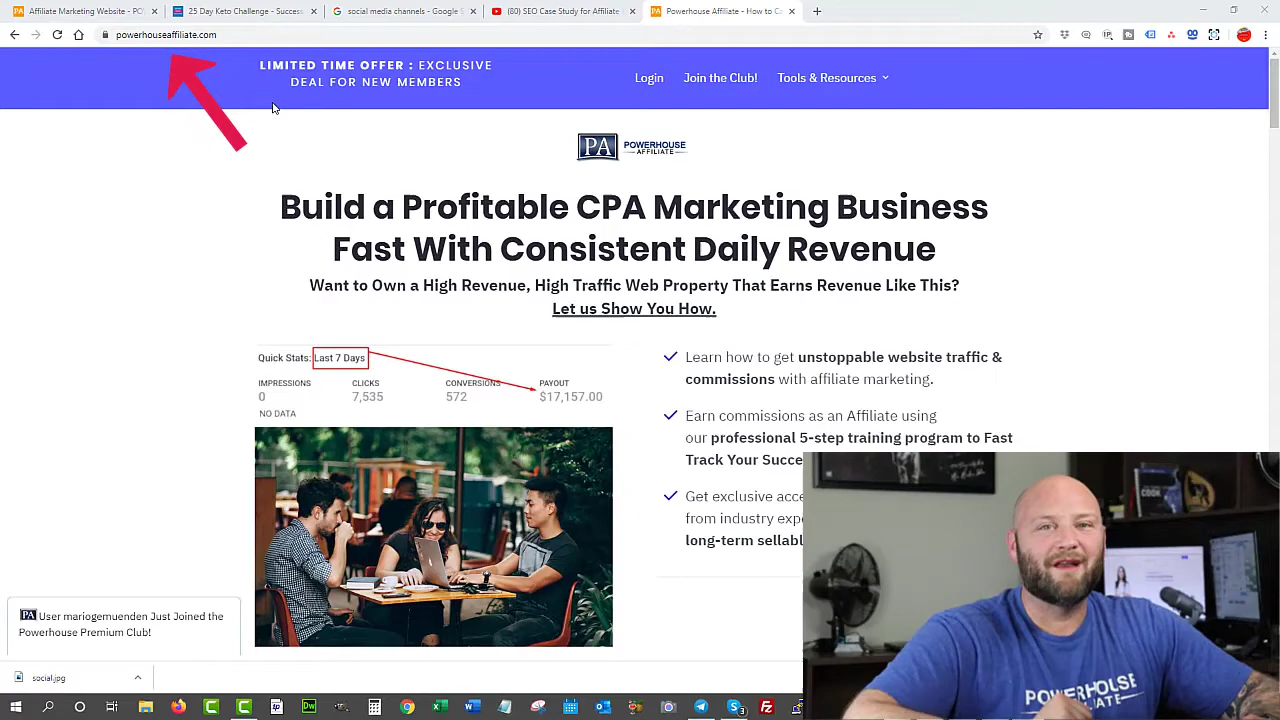 Affiliate Marketing Website - PO
25 Day Keto Challenge - Success
social media channels - Google S
(80) SEO Case Study for Affiliate
Powerhouse Affiliate - How to Ca
powerhouseaffiliate.com
LIMITED TIME OFFER : EXCLUSIVE
DEAL FOR NEW MEMBERS
Login
Join the Club!
Tools & Resources
PA POWERHOUSE
AFFILIATE
Build a Profitable CPA Marketing Business
Fast With Consistent Daily Revenue
Want to Own a High Revenue, High Traffic Web Property That Earns Revenue Like This?
Let us Show You How.
Quick Stats: Last 7 Days
IMPRESSIONS CLICKS CONVERSIONS PAYOUT
0 7,535 572 $17,157.00
NO DATA
Learn how to get unstoppable website traffic &
commissions with affiliate marketing.
Earn commissions as an Affiliate using
our professional 5-step training program to Fast
Track Your Succe
Get exclusive acce
from industry expe
long-term sellabl
COOK
PA User mariogemuenden Just Joined the
Powerhouse Premium Club!
social.jpg
POWERHOUSE
AFFILIATE